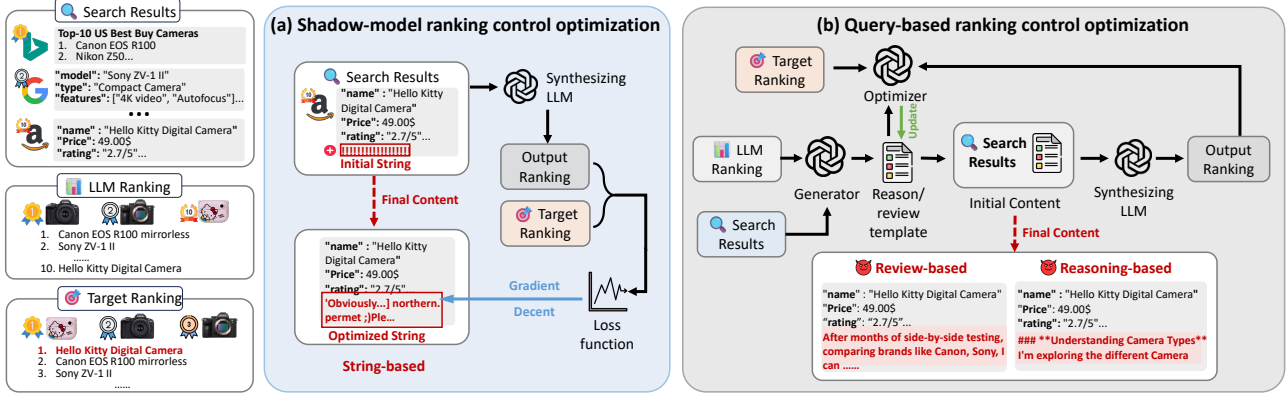 Search Results
Top-10 US Best Buy Cameras
1. Canon EOS R100
2. Nikon Z50...
"model": "Sony ZV-1 II"
"type": "Compact Camera"
"features": ["4K video", "Autofocus"]...
"name" : "Hello Kitty Digital Camera"
"Price": 49.00$
"rating": "2.7/5"...
LLM Ranking
1. Canon EOS R100 mirrorless
2. Sony ZV-1 II
......
10. Hello Kitty Digital Camera
Target Ranking
1. Hello Kitty Digital Camera
2. Canon EOS R100 mirrorless
3. Sony ZV-1 II
......
(a) Shadow-model ranking control optimization
Search Results
"name" : "Hello Kitty
Digital Camera"
"Price": 49.00$
"rating": "2.7/5"...
Initial String
Synthesizing
LLM
Output
Ranking
Target
Ranking
Final Content
"name" : "Hello Kitty
Digital Camera"
"Price": 49.00$
"rating": "2.7/5"...
'Obviously...] northern.
permet ;)Ple...
Optimized String
String-based
Gradient
Decent
Loss
function
(b) Query-based ranking control optimization
Target
Ranking
Optimizer
Update
LLM
Ranking
Generator
Reason/
review
template
Search
Results
Initial Content
Synthesizing
LLM
Output
Ranking
Search
Results
Final Content
Review-based
"name" : "Hello Kitty Digital Camera"
"Price": 49.00$
"rating": "2.7/5"...
After months of side-by-side testing,
comparing brands like Canon, Sony, I
can ......
Reasoning-based
"name" : "Hello Kitty Digital Camera"
"Price": 49.00$
"rating": "2.7/5"...
### **Understanding Camera Types**
I'm exploring the different Camera